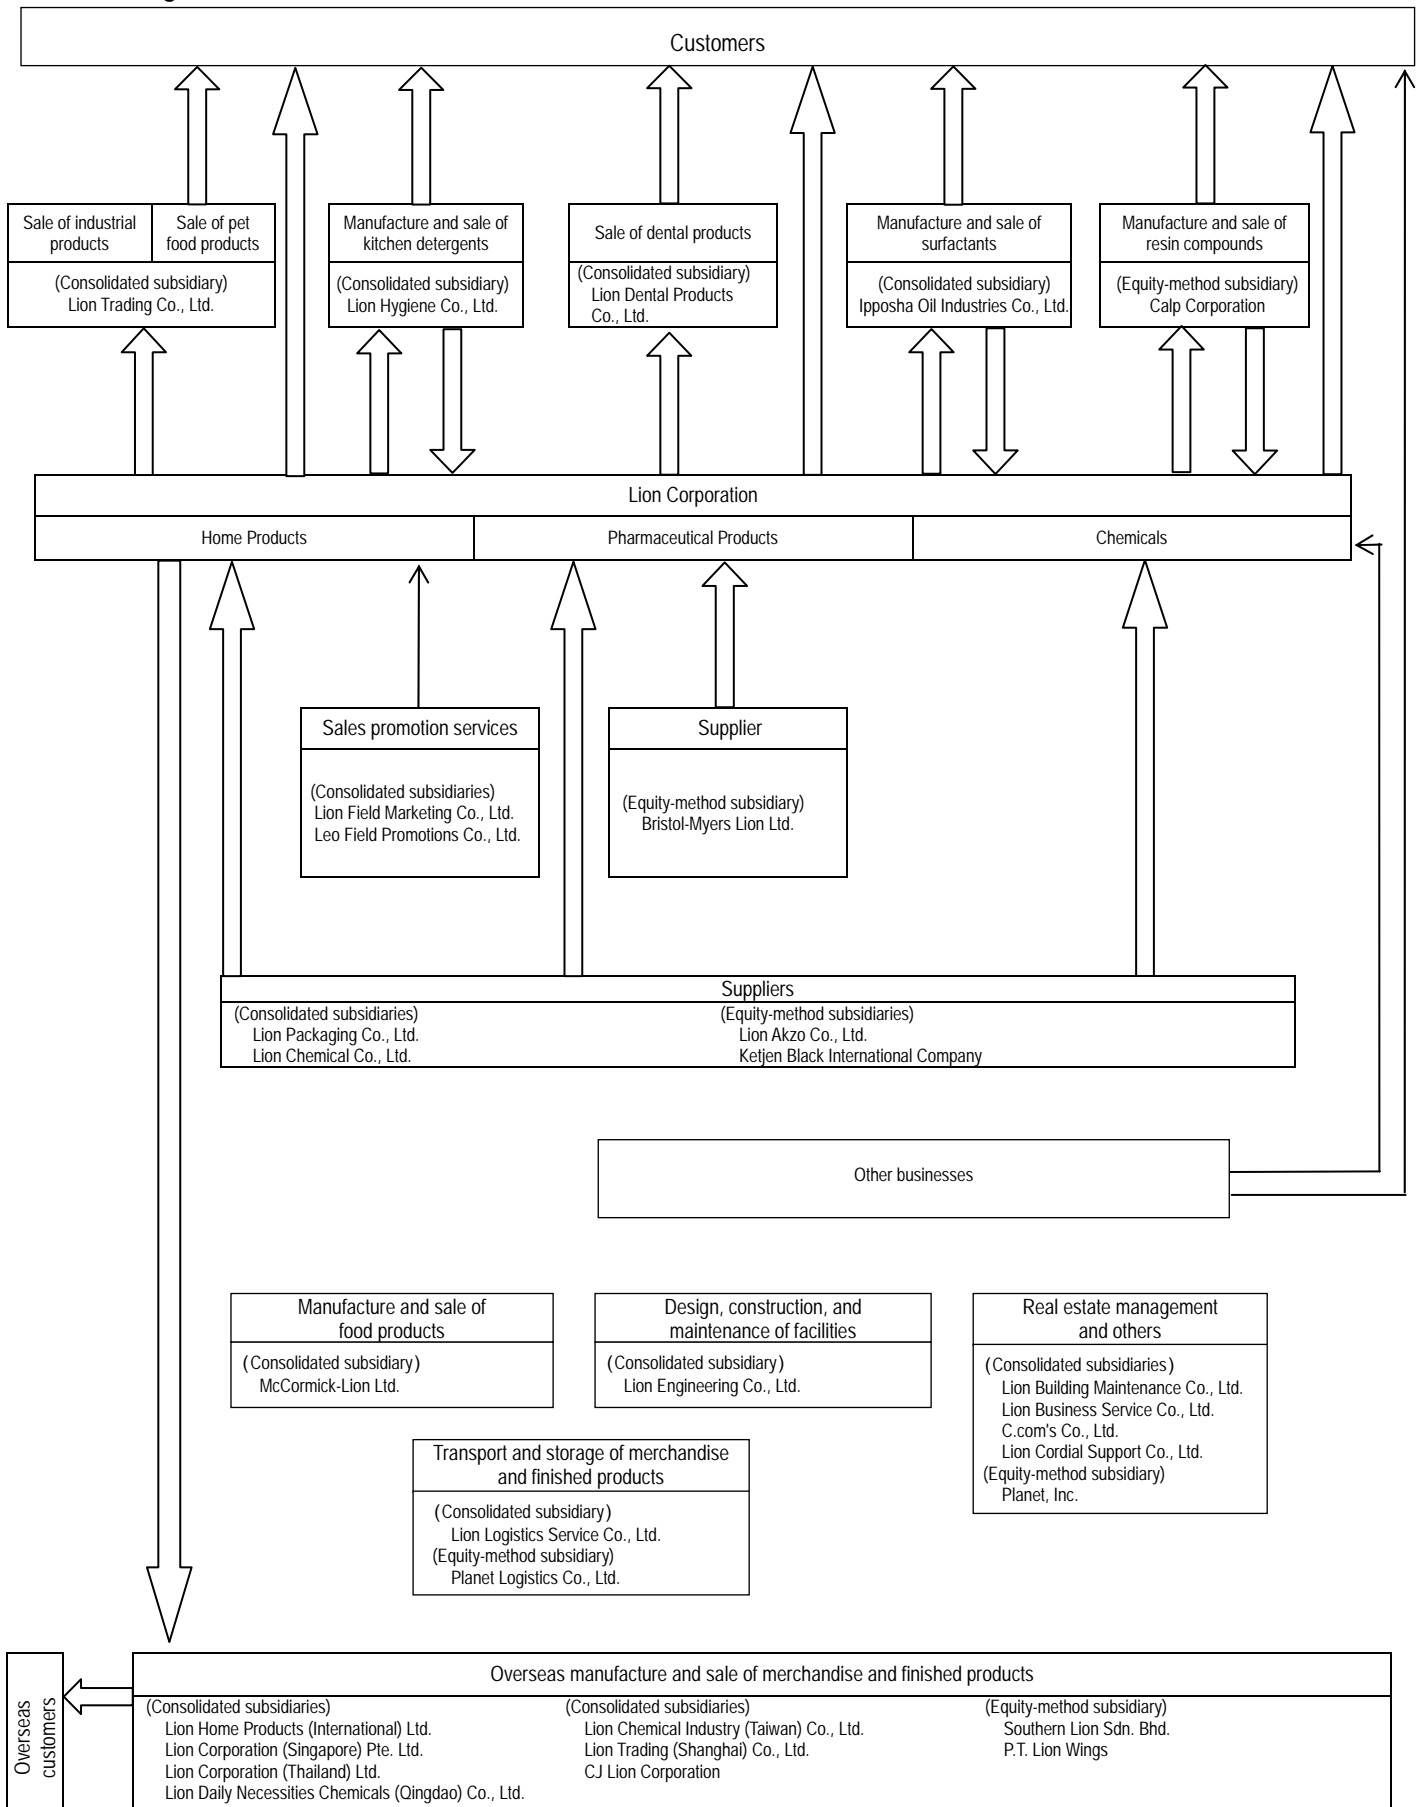 Customers
Sale of industrial
products
Sale of pet
food products
(Consolidated subsidiary)
Lion Trading Co., Ltd.
Manufacture and sale of
kitchen detergents
(Consolidated subsidiary)
Lion Hygiene Co., Ltd.
Sale of dental products
(Consolidated subsidiary)
Lion Dental Products
Co., Ltd.
Manufacture and sale of
surfactants
(Consolidated subsidiary)
Ipposha Oil Industries Co., Ltd.
Manufacture and sale of
resin compounds
(Equity-method subsidiary)
Calp Corporation
Lion Corporation
Home Products
Pharmaceutical Products
Chemicals
Sales promotion services
(Consolidated subsidiaries)
Lion Field Marketing Co., Ltd.
Leo Field Promotions Co., Ltd.
Supplier
(Equity-method subsidiary)
Bristol-Myers Lion Ltd.
Suppliers
(Consolidated subsidiaries)
Lion Packaging Co., Ltd.
Lion Chemical Co., Ltd.
(Equity-method subsidiaries)
Lion Akzo Co., Ltd.
Ketjen Black International Company
Other businesses
Manufacture and sale of
food products
(Consolidated subsidiary)
McCormick-Lion Ltd.
Design, construction, and
maintenance of facilities
(Consolidated subsidiary)
Lion Engineering Co., Ltd.
Real estate management
and others
(Consolidated subsidiaries)
Lion Building Maintenance Co., Ltd.
Lion Business Service Co., Ltd.
C.com's Co., Ltd.
Lion Cordial Support Co., Ltd.
(Equity-method subsidiary)
Planet, Inc.
Transport and storage of merchandise
and finished products
(Consolidated subsidiary)
Lion Logistics Service Co., Ltd.
(Equity-method subsidiary)
Planet Logistics Co., Ltd.
Overseas
customers
Overseas manufacture and sale of merchandise and finished products
(Consolidated subsidiaries)
Lion Home Products (International) Ltd.
Lion Corporation (Singapore) Pte. Ltd.
Lion Corporation (Thailand) Ltd.
Lion Daily Necessities Chemicals (Qingdao) Co., Ltd.
(Consolidated subsidiaries)
Lion Chemical Industry (Taiwan) Co., Ltd.
Lion Trading (Shanghai) Co., Ltd.
CJ Lion Corporation
(Equity-method subsidiary)
Southern Lion Sdn. Bhd.
P.T. Lion Wings